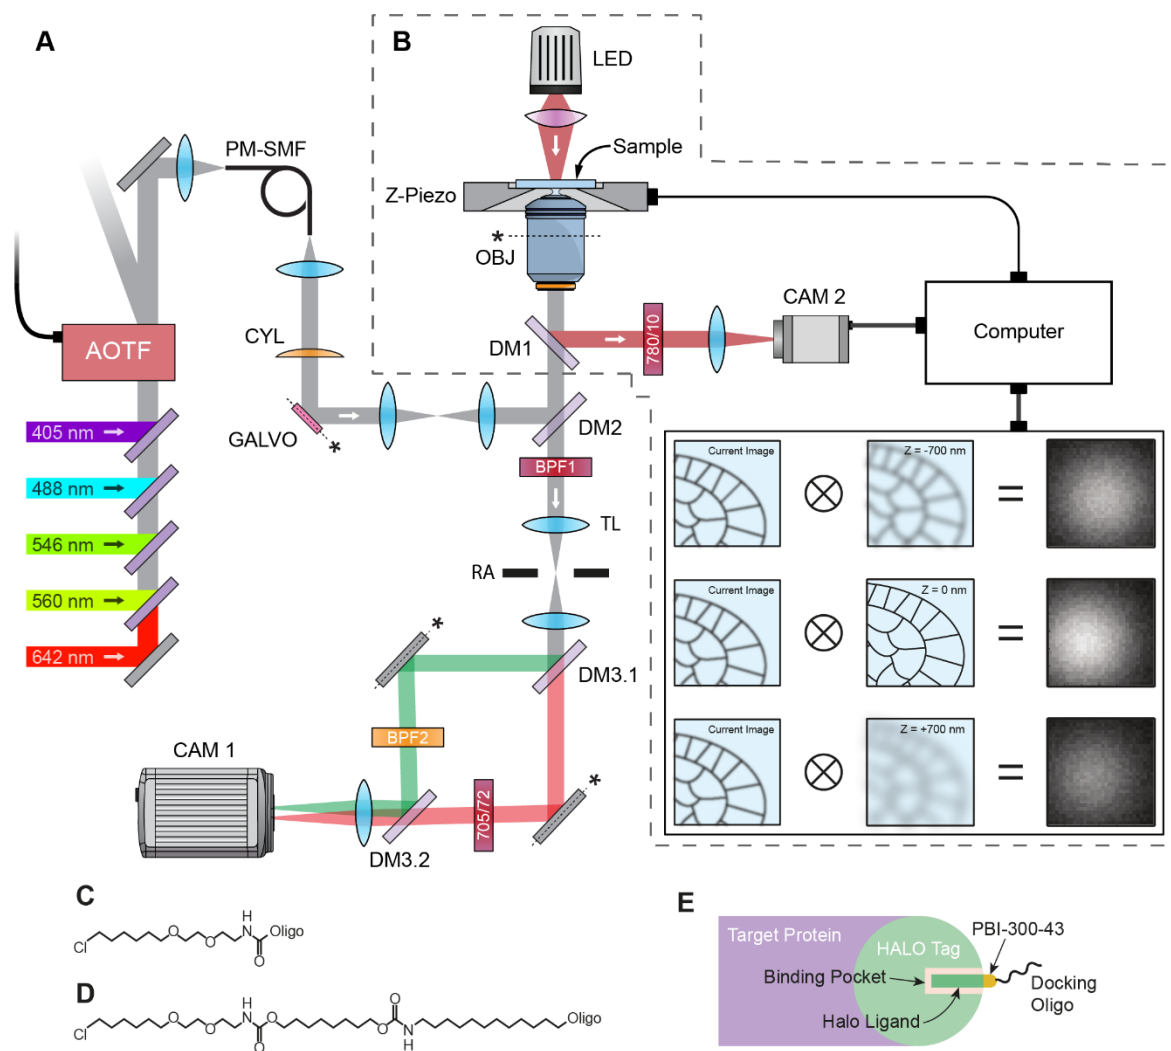 A
B
LED
PM-SMF
Sample
Z-Piezo
*
OBJ
CAM 2
Computer
AOTF
CYL
780/10
DM1
GALVO
*
DM2
405 nm
BPF1
488 nm
TL
546 nm
RA
560 nm
642 nm
*
DM3.1
BPF2
CAM 1
*
705/72
DM3.2
Current Image
Z = -700 nm
=
Current Image
Z = 0 nm
=
Current Image
Z = +700 nm
=
C
H
N
O
O
Cl
O
Oligo
O
D
H
N
O
O
Cl
O
O
O
O
N
H
Oligo
E
Target Protein
HALO Tag
PBI-300-43
Binding Pocket
Docking
Oligo
Halo Ligand